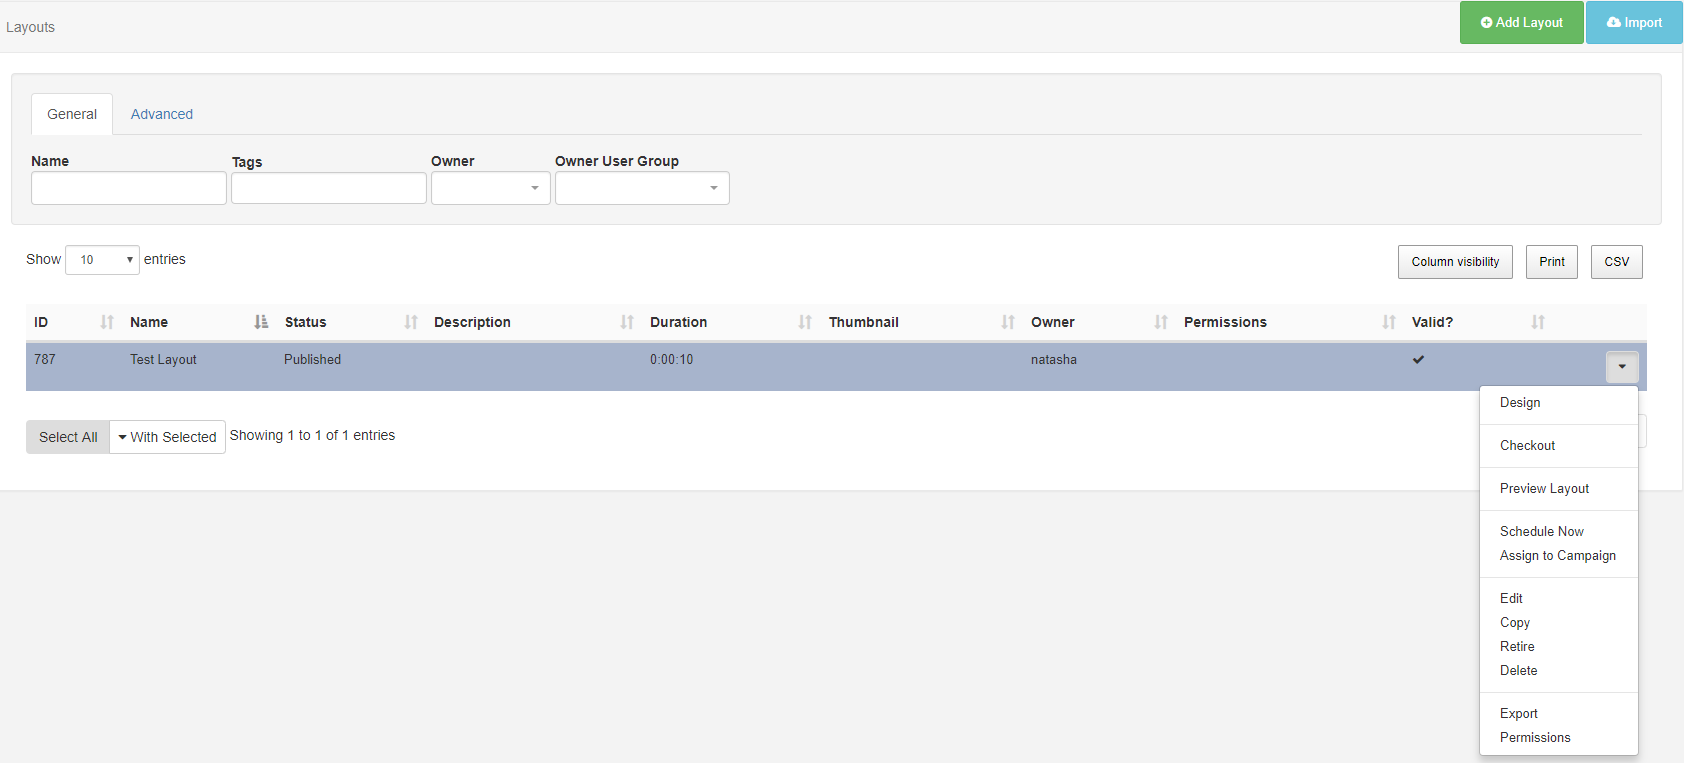 Layouts
Add Layout
Import
General
Advanced
Name
Tags
Owner
Owner User Group
Show 10 entries
Column visibility
Print
CSV
ID Name Status Description Duration Thumbnail Owner Permissions Valid?
787 Test Layout Published 0:00:10 natasha
Select All
With Selected
Showing 1 to 1 of 1 entries
Design
Checkout
Preview Layout
Schedule Now
Assign to Campaign
Edit
Copy
Retire
Delete
Export
Permissions